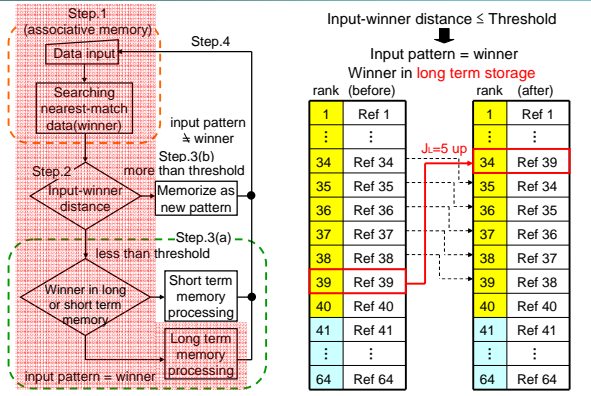 Step.1
(associative memory)
Step.4
Data input
Searching
nearest-match
data(winner)
input pattern
≠ winner
Step.2
Step.3(b)
more than threshold
Input-winner
distance
Memorize as
new pattern
Step.3(a)
less than threshold
Winner in long
or short term
memory
Short term
memory
processing
Long term
memory
processing
input pattern = winner
Input-winner distance ≤ Threshold
Input pattern = winner
Winner in long term storage
rank (before)
1 Ref 1
⋮ ⋮
34 Ref 34
35 Ref 35
36 Ref 36
37 Ref 37
38 Ref 38
39 Ref 39
40 Ref 40
41 Ref 41
⋮ ⋮
64 Ref 64
JL=5 up
rank (after)
1 Ref 1
⋮ ⋮
34 Ref 39
35 Ref 34
36 Ref 35
37 Ref 36
38 Ref 37
39 Ref 38
40 Ref 40
41 Ref 41
⋮ ⋮
64 Ref 64